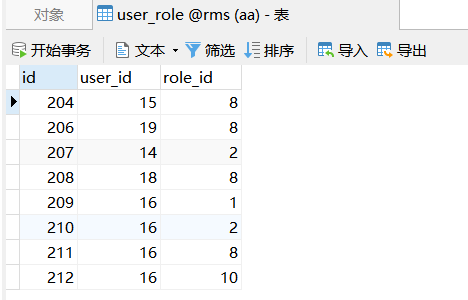 对象 user_role @rms (aa) - 表
开始事务 文本 筛选 排序 导入 导出
id user_id role_id
204 15 8
206 19 8
207 14 2
208 18 8
209 16 1
210 16 2
211 16 8
212 16 10